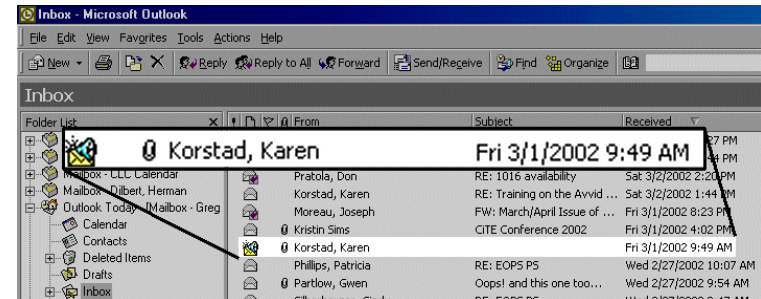 Inbox - Microsoft Outlook
File Edit View Favorites Tools Actions Help
New Reply Reply to All Forward Send/Receive Find Organize
Inbox
Folder List From Subject Received
Korstad, Karen Fri 3/1/2002 9:49 AM
27 PM
PM
Mailbox - LLC Calendar Pratola, Don RE: 1016 availability Sat 3/2/2002 2:20 PM
Mailbox - Dilbert, Herman Korstad, Karen RE: Training on the Avvid ... Sat 3/2/2002 1:44 PM
Outlook Today - [Mailbox - Greg Moreau, Joseph FW: March/April Issue of ... Fri 3/1/2002 8:23 PM
Calendar Kristin Sims CiTE Conference 2002 Fri 3/1/2002 4:02 PM
Contacts Korstad, Karen Fri 3/1/2002 9:49 AM
Deleted Items Phillips, Patricia RE: EOPS PS Wed 2/27/2002 10:07 AM
Drafts Partlow, Gwen Oops! and this one too... Wed 2/27/2002 9:54 AM
Inbox